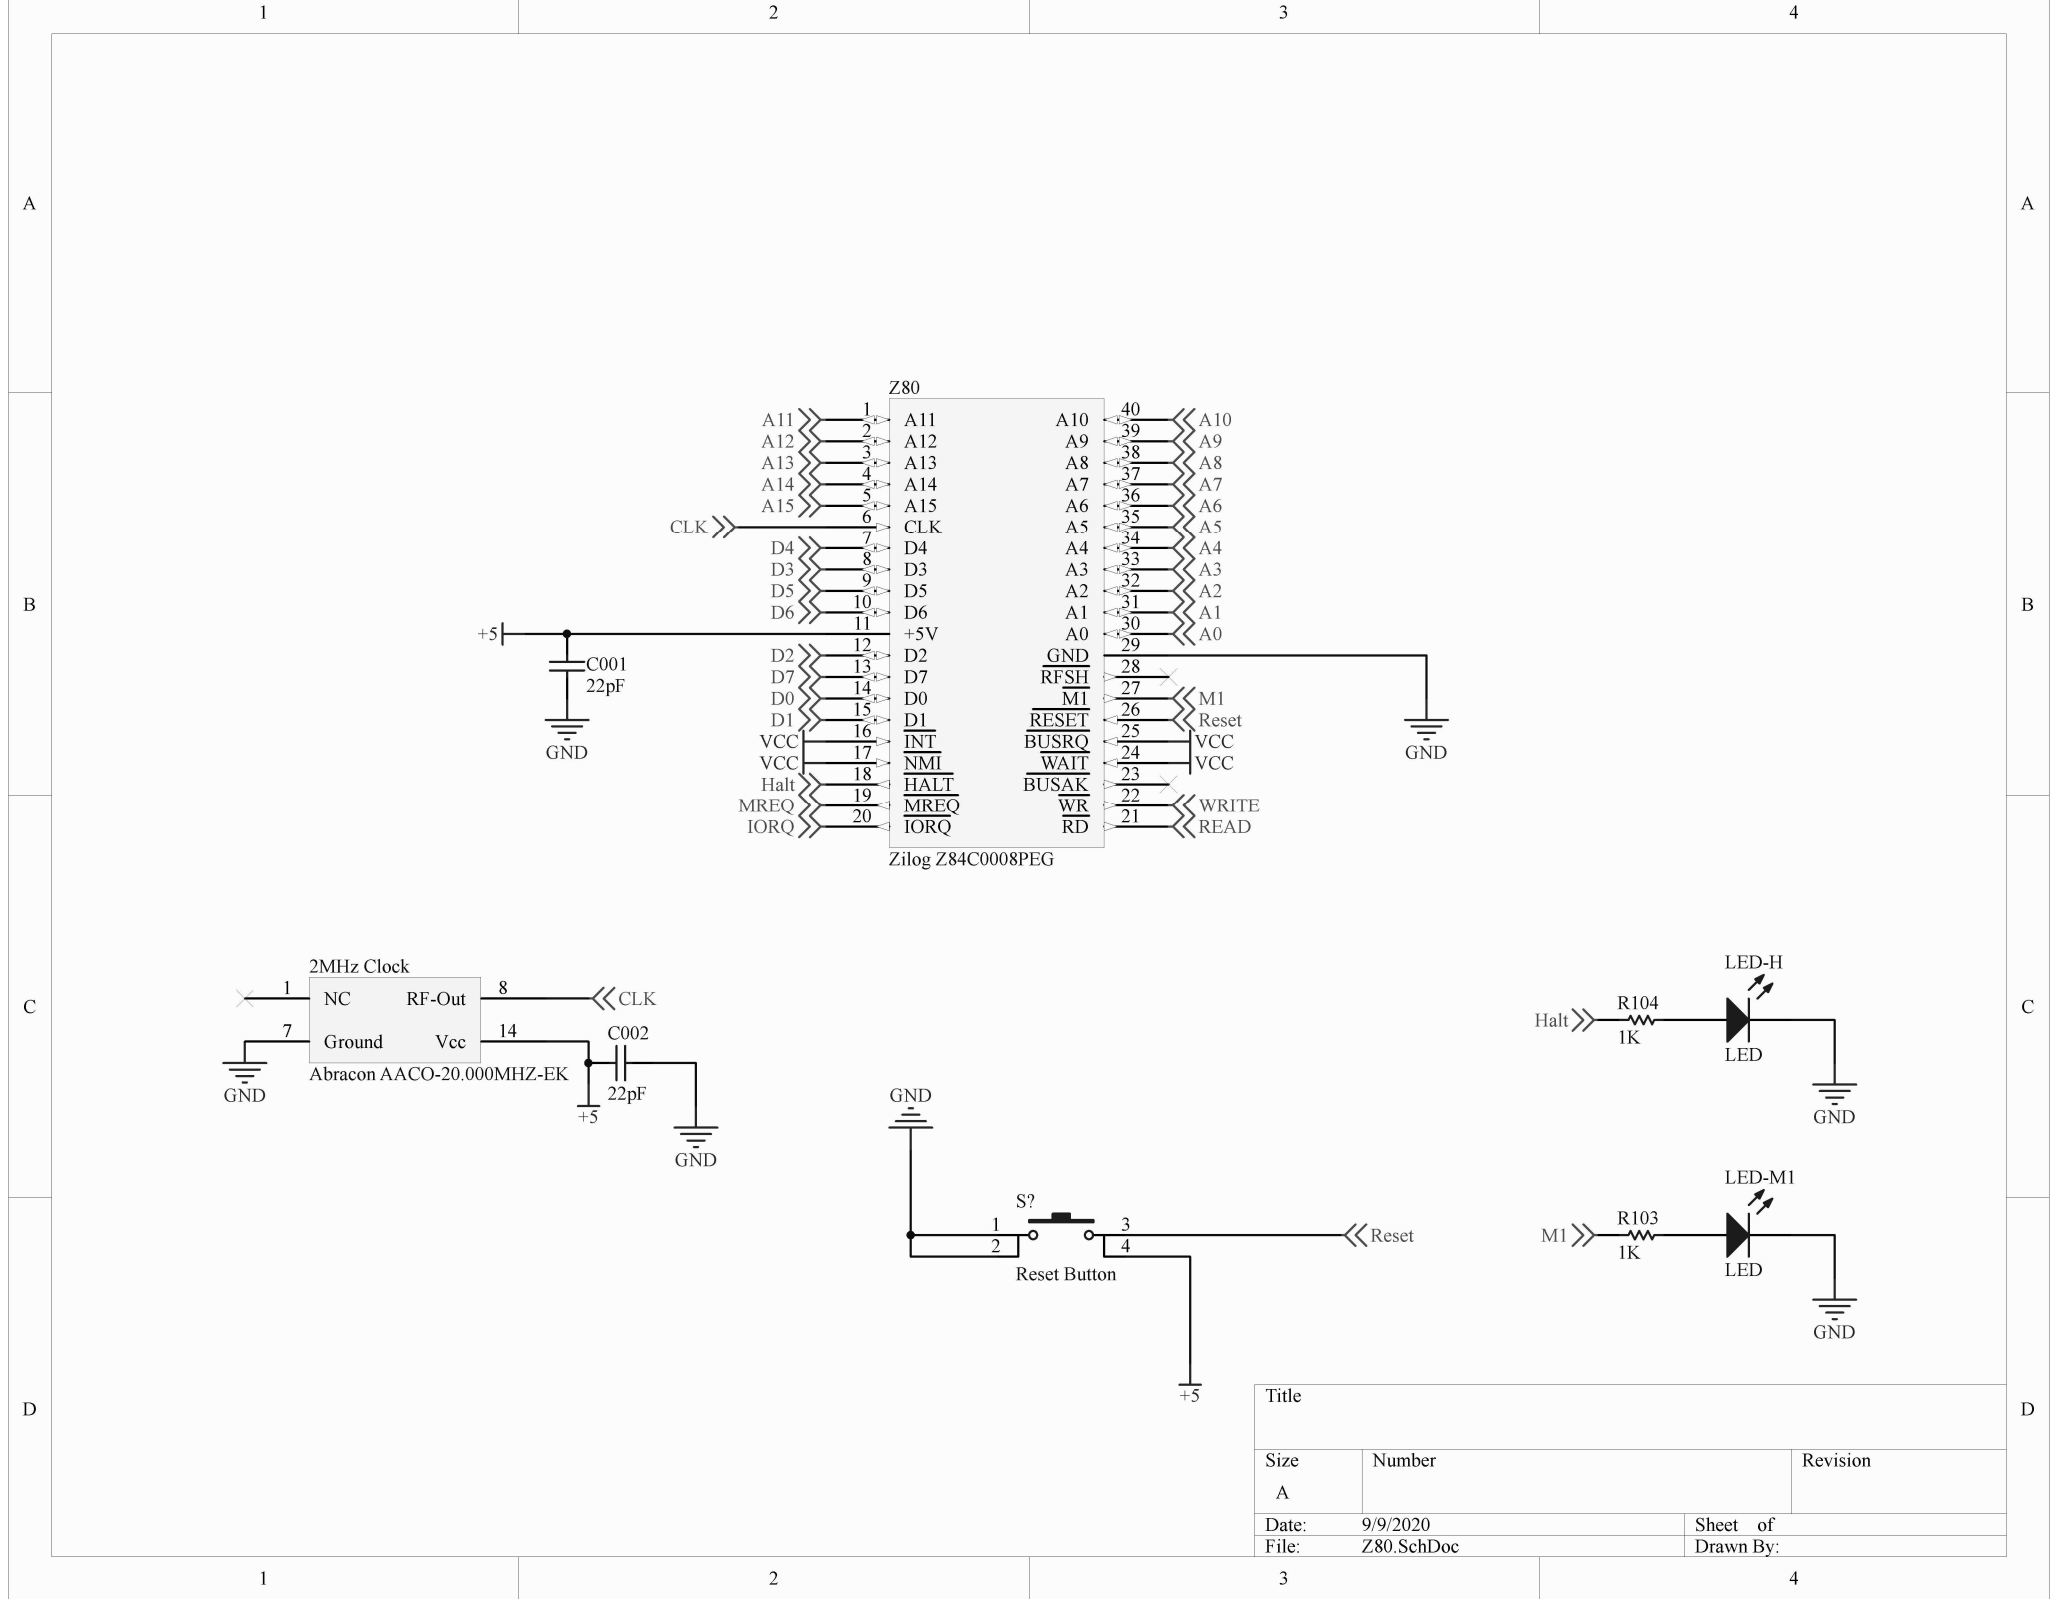 1 2 3 4
A A
Z80
A11 1 A11 A10 40 A10
A12 2 A12 A9 39 A9
A13 3 A13 A8 38 A8
A14 4 A14 A7 37 A7
A15 5 A15 A6 36 A6
CLK 6 CLK A5 35 A5
D4 7 D4 A4 34 A4
D3 8 D3 A3 33 A3
D5 9 D5 A2 32 A2
B D6 10 D6 A1 31 A1 B
+5 11 +5V A0 30 A0
D2 12 D2 GND 29
C001
D7 13 D7 RFSH 28
22pF
D0 14 D0 M1 27 M1
D1 15 D1 RESET 26 Reset
VCC 16 INT BUSRQ 25 VCC
GND GND
VCC 17 NMI WAIT 24 VCC
Halt 18 HALT BUSAK 23
MREQ 19 MREQ WR 22 WRITE
IORQ 20 IORQ RD 21 READ
Zilog Z84C0008PEG
2MHz Clock LED-H
1 NC RF-Out 8 CLK
R104
C C
Halt
1K
LED
7 Ground Vcc 14
C002
Abracon AACO-20.000MHZ-EK
22pF
GND
+5
GND
GND
GND
LED-M1
S?
1 3 Reset
2 4
Reset Button
R103
M1
1K
LED
GND
+5
D D
Title
Size Number Revision
A
Date: 9/9/2020 Sheet of
File: Z80.SchDoc Drawn By:
1 2 3 4